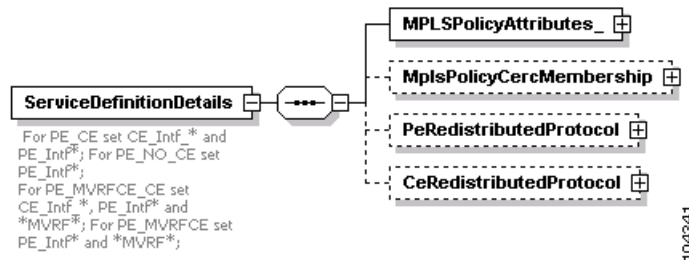 MPLSPolicyAttributes_
MplsPolicyCercMembership
ServiceDefinitionDetails
PeRedistributedProtocol
CeRedistributedProtocol
For PE_CE set CE_Intf_* and
PE_Intf*; For PE_NO_CE set
PE_Intf*;
For PE_MVRFCE_CE set
CE_Intf_*, PE_Intf* and
*MVRF*; For PE_MVRFCE set
PE_Intf* and *MVRF*;
104341